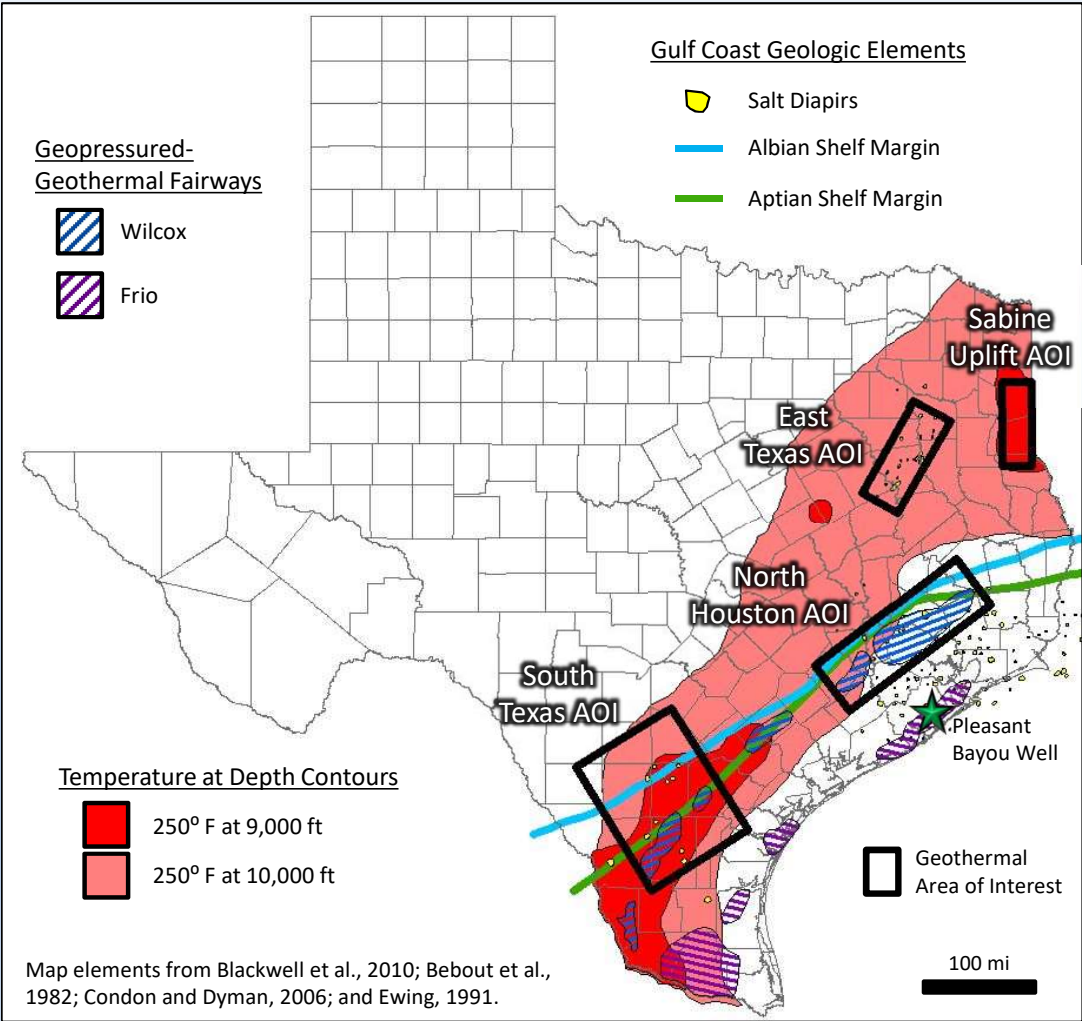 Gulf Coast Geologic Elements
Salt Diapirs
Albian Shelf Margin
Aptian Shelf Margin
Geopressured-
Geothermal Fairways
Wilcox
Frio
Sabine
Uplift AOI
East
Texas AOI
North
Houston AOI
South
Texas AOI
Pleasant
Bayou Well
Temperature at Depth Contours
250⁰ F at 9,000 ft
250⁰ F at 10,000 ft
Geothermal
Area of Interest
Map elements from Blackwell et al., 2010; Bebout et al.,
1982; Condon and Dyman, 2006; and Ewing, 1991.
100 mi